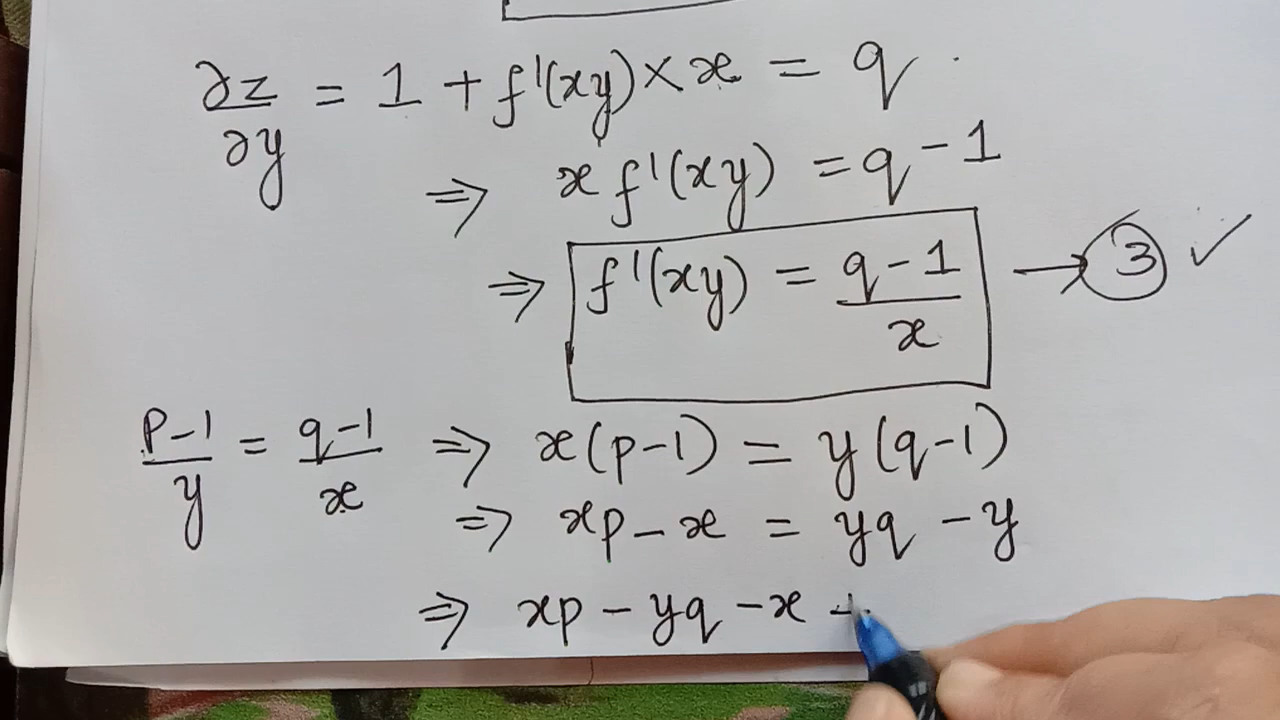 ∂z/∂y = 1 + f'(xy) × x = q
⇒ x f'(xy) = q - 1
⇒ f'(xy) = (q - 1)/x → ③ ✓
(p - 1)/y = (q - 1)/x ⇒ x(p - 1) = y(q - 1)
⇒ xp - x = yq - y
⇒ xp - yq - x +